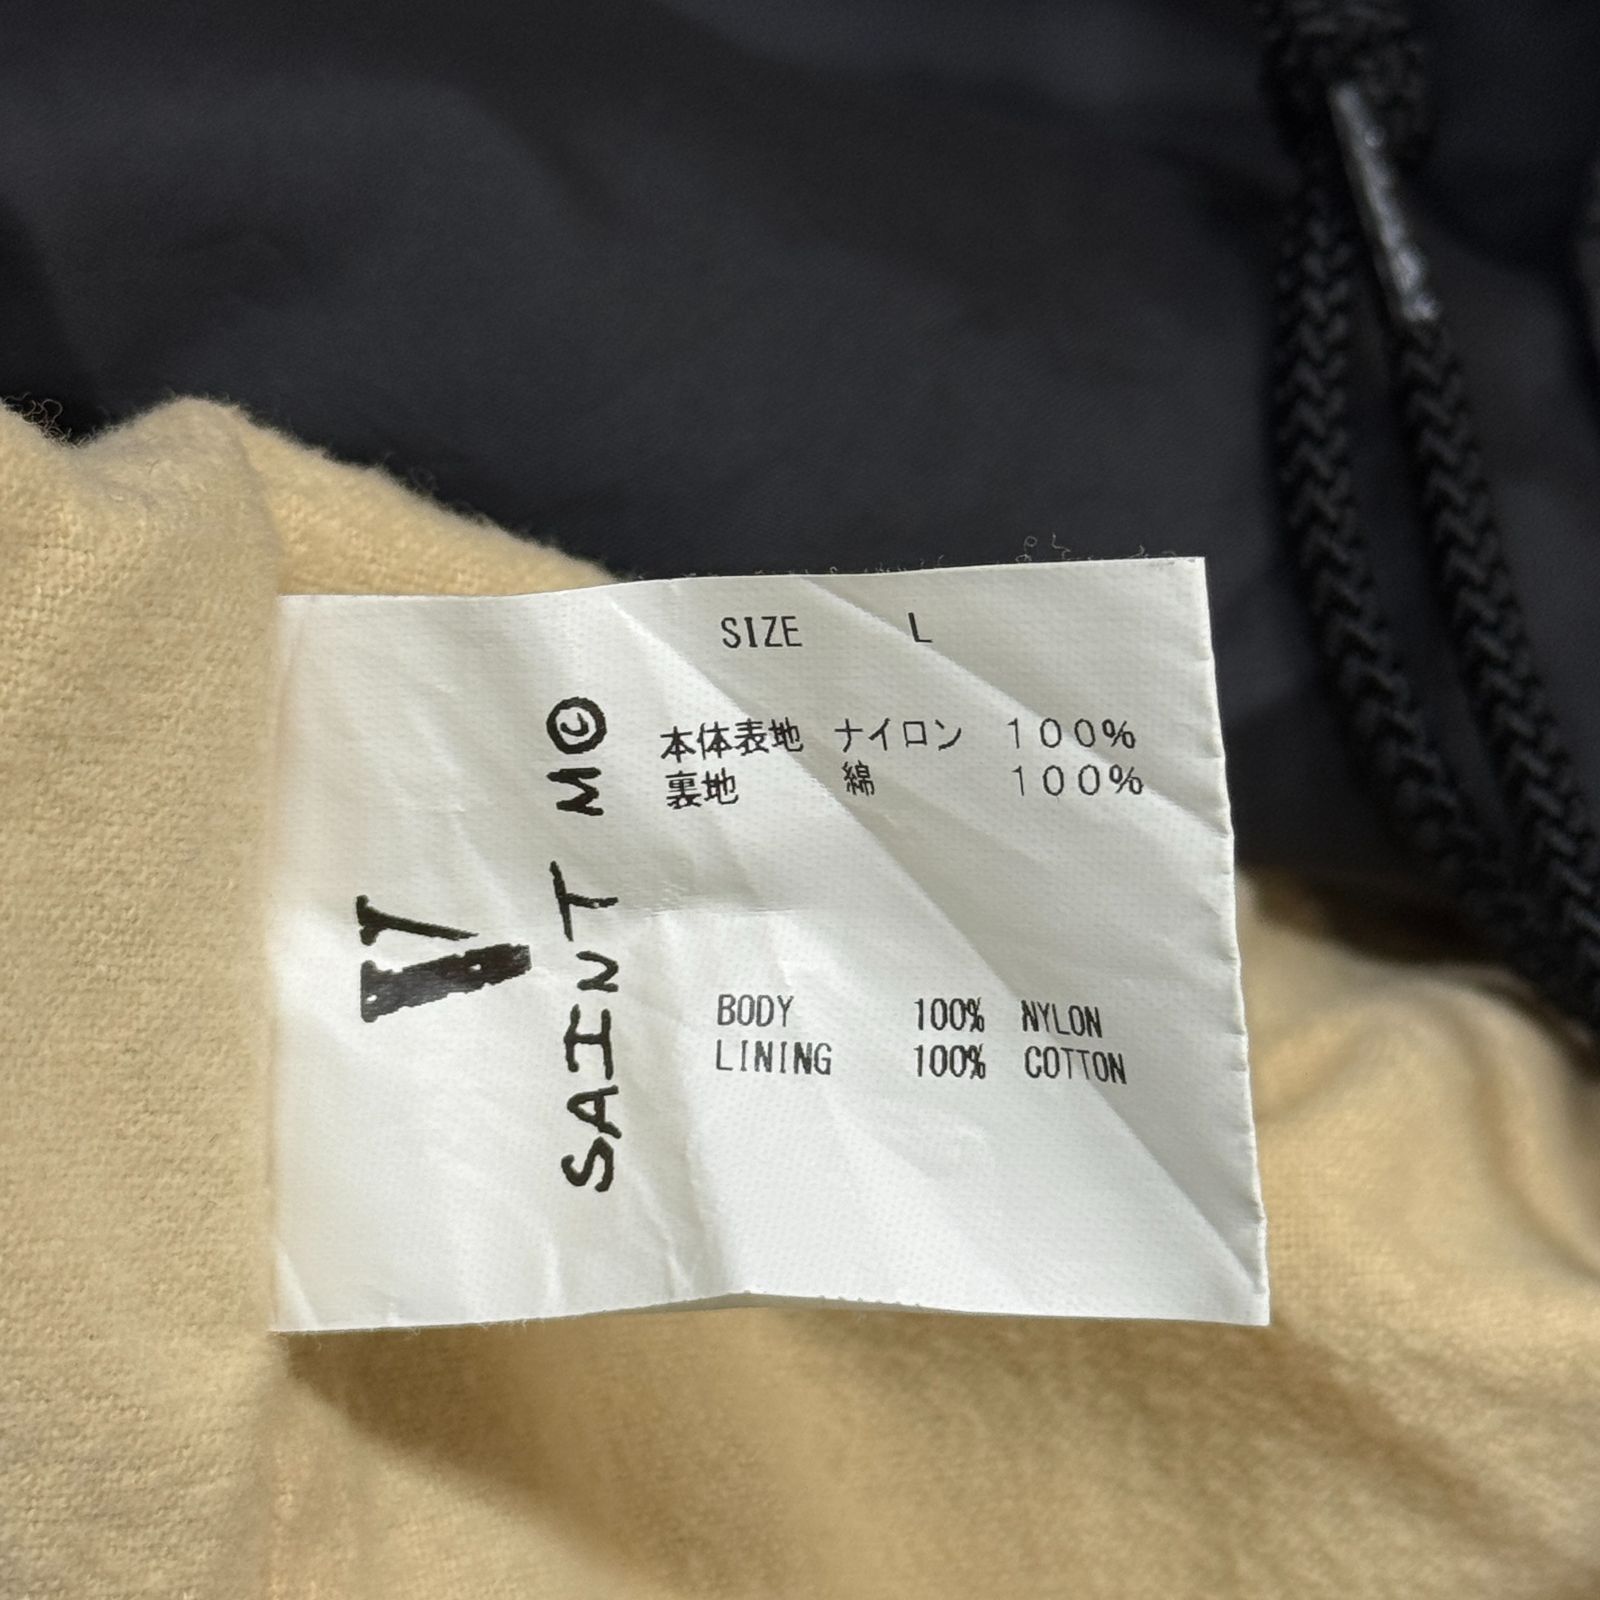 SIZE L
本体表地 ナイロン 100%
裏地 綿 100%
BODY 100% NYLON
LINING 100% COTTON
V
SAINT M©